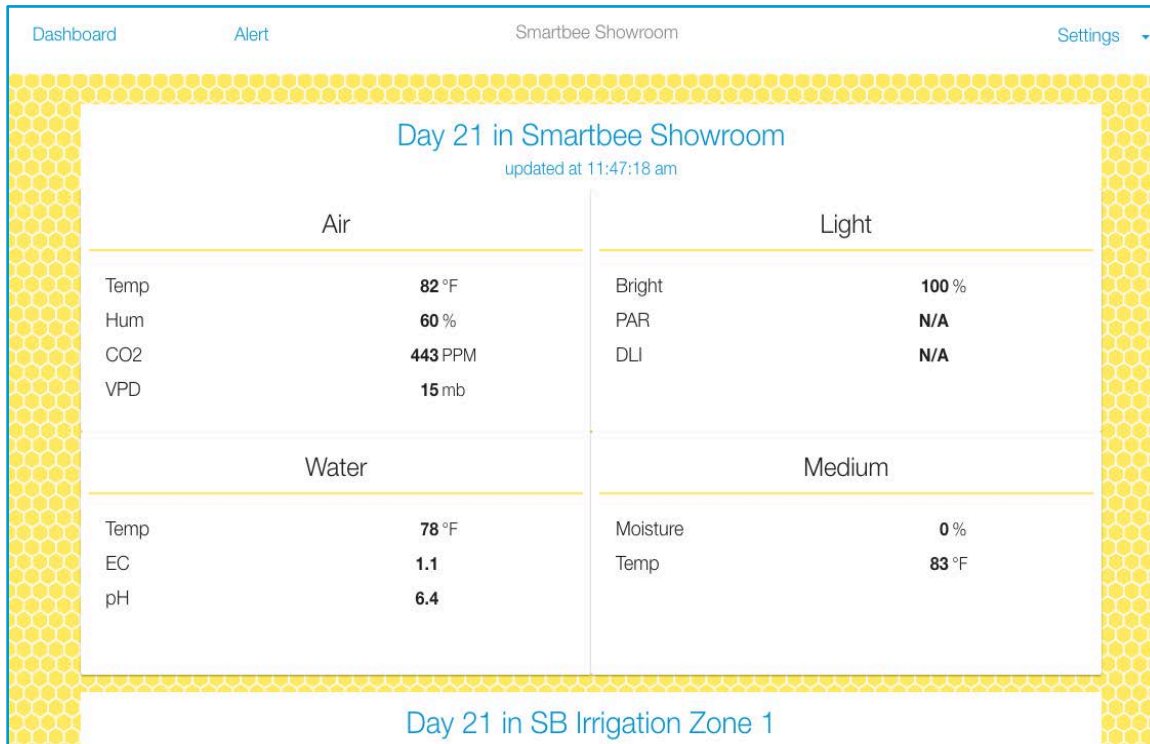 Dashboard Alert Smartbee Showroom Settings
Day 21 in Smartbee Showroom
updated at 11:47:18 am
Air
Temp 82 °F
Hum 60 %
CO2 443 PPM
VPD 15 mb
Light
Bright 100 %
PAR N/A
DLI N/A
Water
Temp 78 °F
EC 1.1
pH 6.4
Medium
Moisture 0 %
Temp 83 °F
Day 21 in SB Irrigation Zone 1